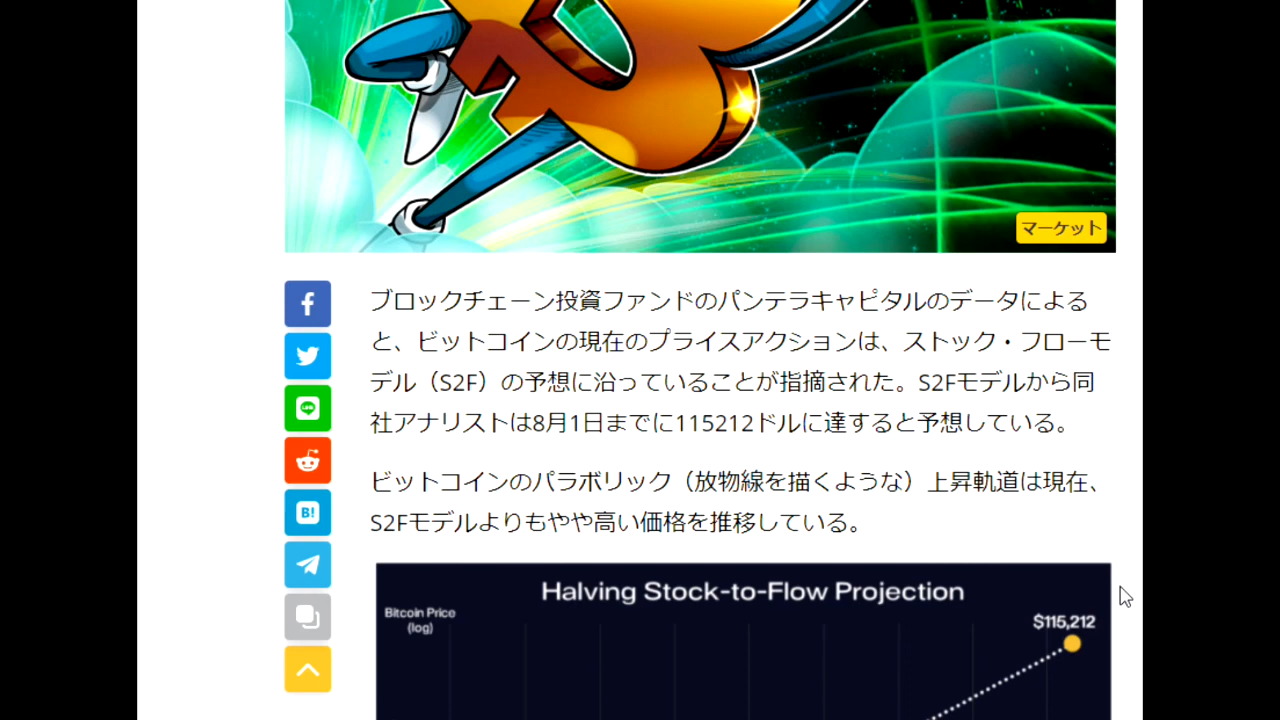 マーケット
ブロックチェーン投資ファンドのパンテラキャピタルのデータによる
と、ビットコインの現在のプライスアクションは、ストック・フローモ
デル（S2F）の予想に沿っていることが指摘された。S2Fモデルから同
社アナリストは8月1日までに115212ドルに達すると予想している。
ビットコインのパラボリック（放物線を描くような）上昇軌道は現在、
S2Fモデルよりもやや高い価格を推移している。
B!
Halving Stock-to-Flow Projection
Bitcoin Price
(log)
$115,212